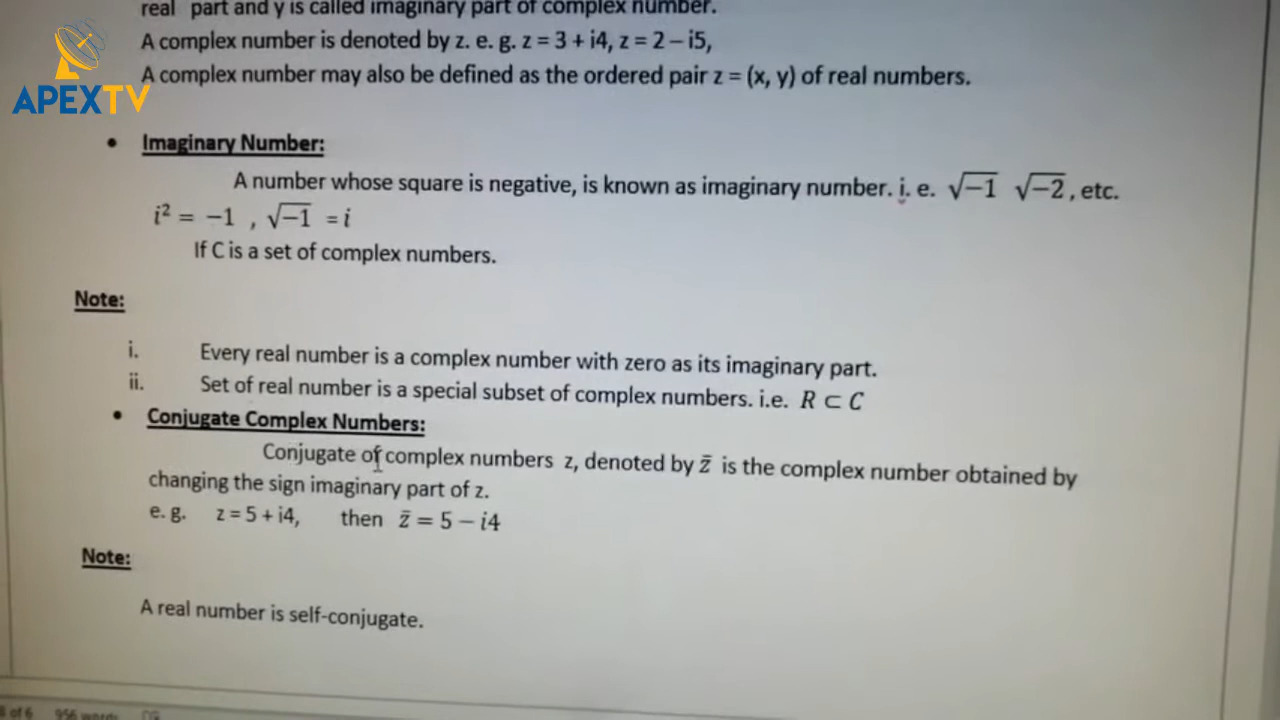 real part and y is called imaginary part of complex number.
A complex number is denoted by z. e. g. z = 3 + i4, z = 2 – i5,
A complex number may also be defined as the ordered pair z = (x, y) of real numbers.
APEXTV
• Imaginary Number:
A number whose square is negative, is known as imaginary number. i. e. √−1 √−2 , etc.
i² = −1 , √−1 = i
If C is a set of complex numbers.
Note:
i. Every real number is a complex number with zero as its imaginary part.
ii. Set of real number is a special subset of complex numbers. i.e. R ⊂ C
• Conjugate Complex Numbers:
Conjugate of complex numbers z, denoted by z̄ is the complex number obtained by
changing the sign imaginary part of z.
e. g. z = 5 + i4, then z̄ = 5 − i4
Note:
A real number is self-conjugate.
of 6 956 words